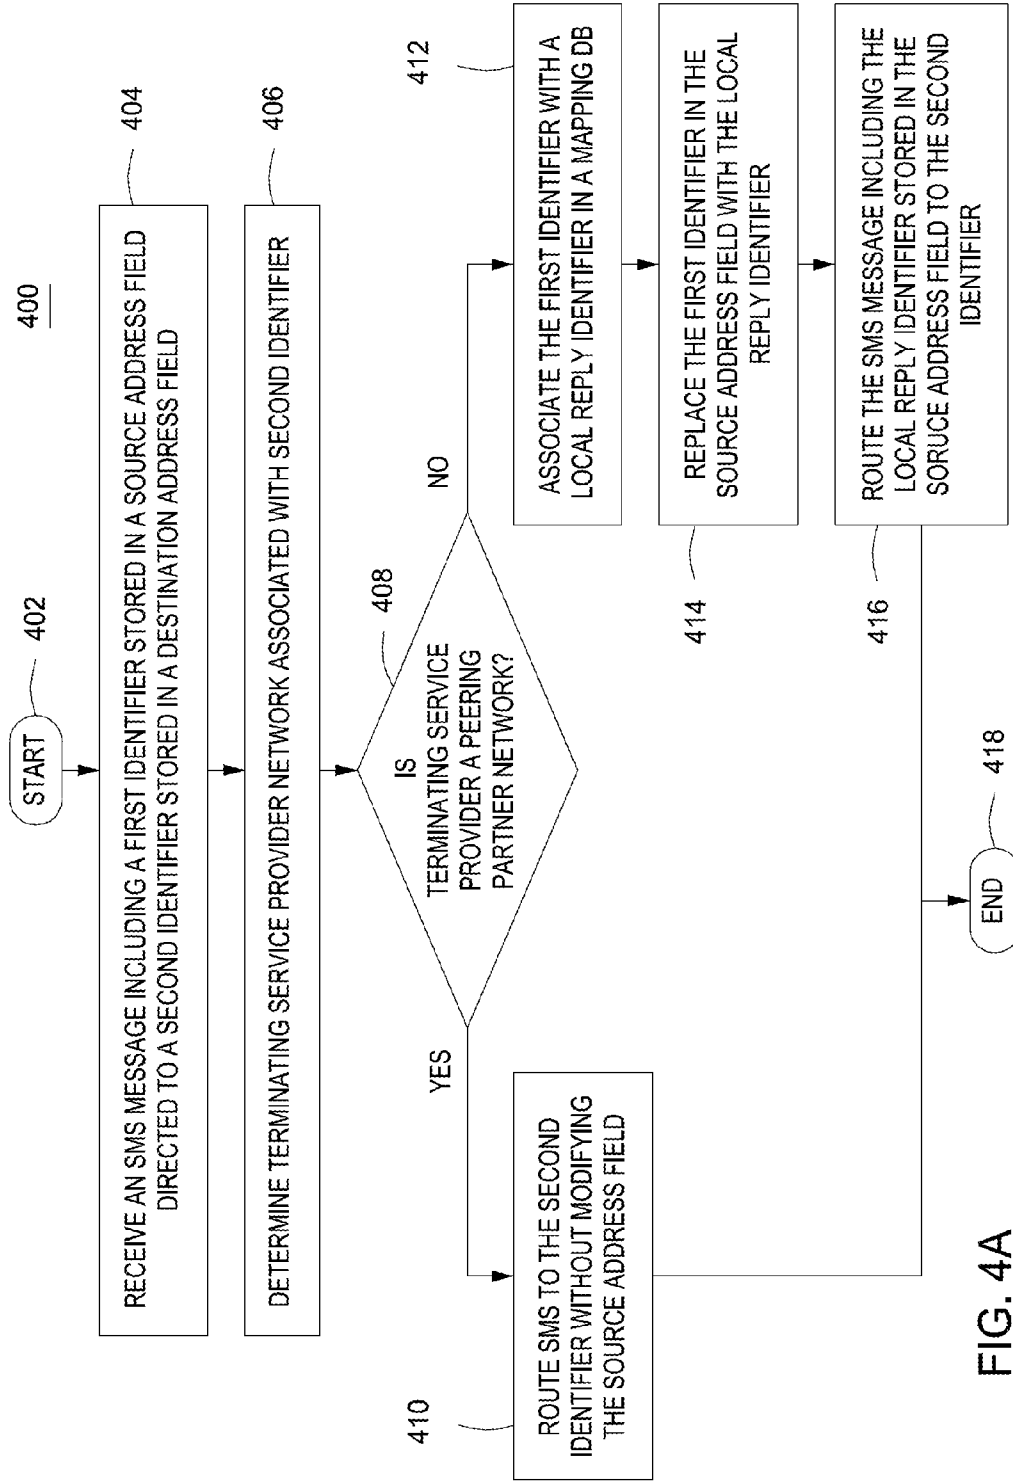 400
START
402
RECEIVE AN SMS MESSAGE INCLUDING A FIRST IDENTIFIER STORED IN A SOURCE ADDRESS FIELD
DIRECTED TO A SECOND IDENTIFIER STORED IN A DESTINATION ADDRESS FIELD
404
DETERMINE TERMINATING SERVICE PROVIDER NETWORK ASSOCIATED WITH SECOND IDENTIFIER
406
IS
TERMINATING SERVICE
PROVIDER A PEERING
PARTNER NETWORK?
408
YES
NO
410
ROUTE SMS TO THE SECOND
IDENTIFIER WITHOUT MODIFYING
THE SOURCE ADDRESS FIELD
412
ASSOCIATE THE FIRST IDENTIFIER WITH A
LOCAL REPLY IDENTIFIER IN A MAPPING DB
414
REPLACE THE FIRST IDENTIFIER IN THE
SOURCE ADDRESS FIELD WITH THE LOCAL
REPLY IDENTIFIER
416
ROUTE THE SMS MESSAGE INCLUDING THE
LOCAL REPLY IDENTIFIER STORED IN THE
SORUCE ADDRESS FIELD TO THE SECOND
IDENTIFIER
END
418
FIG. 4A